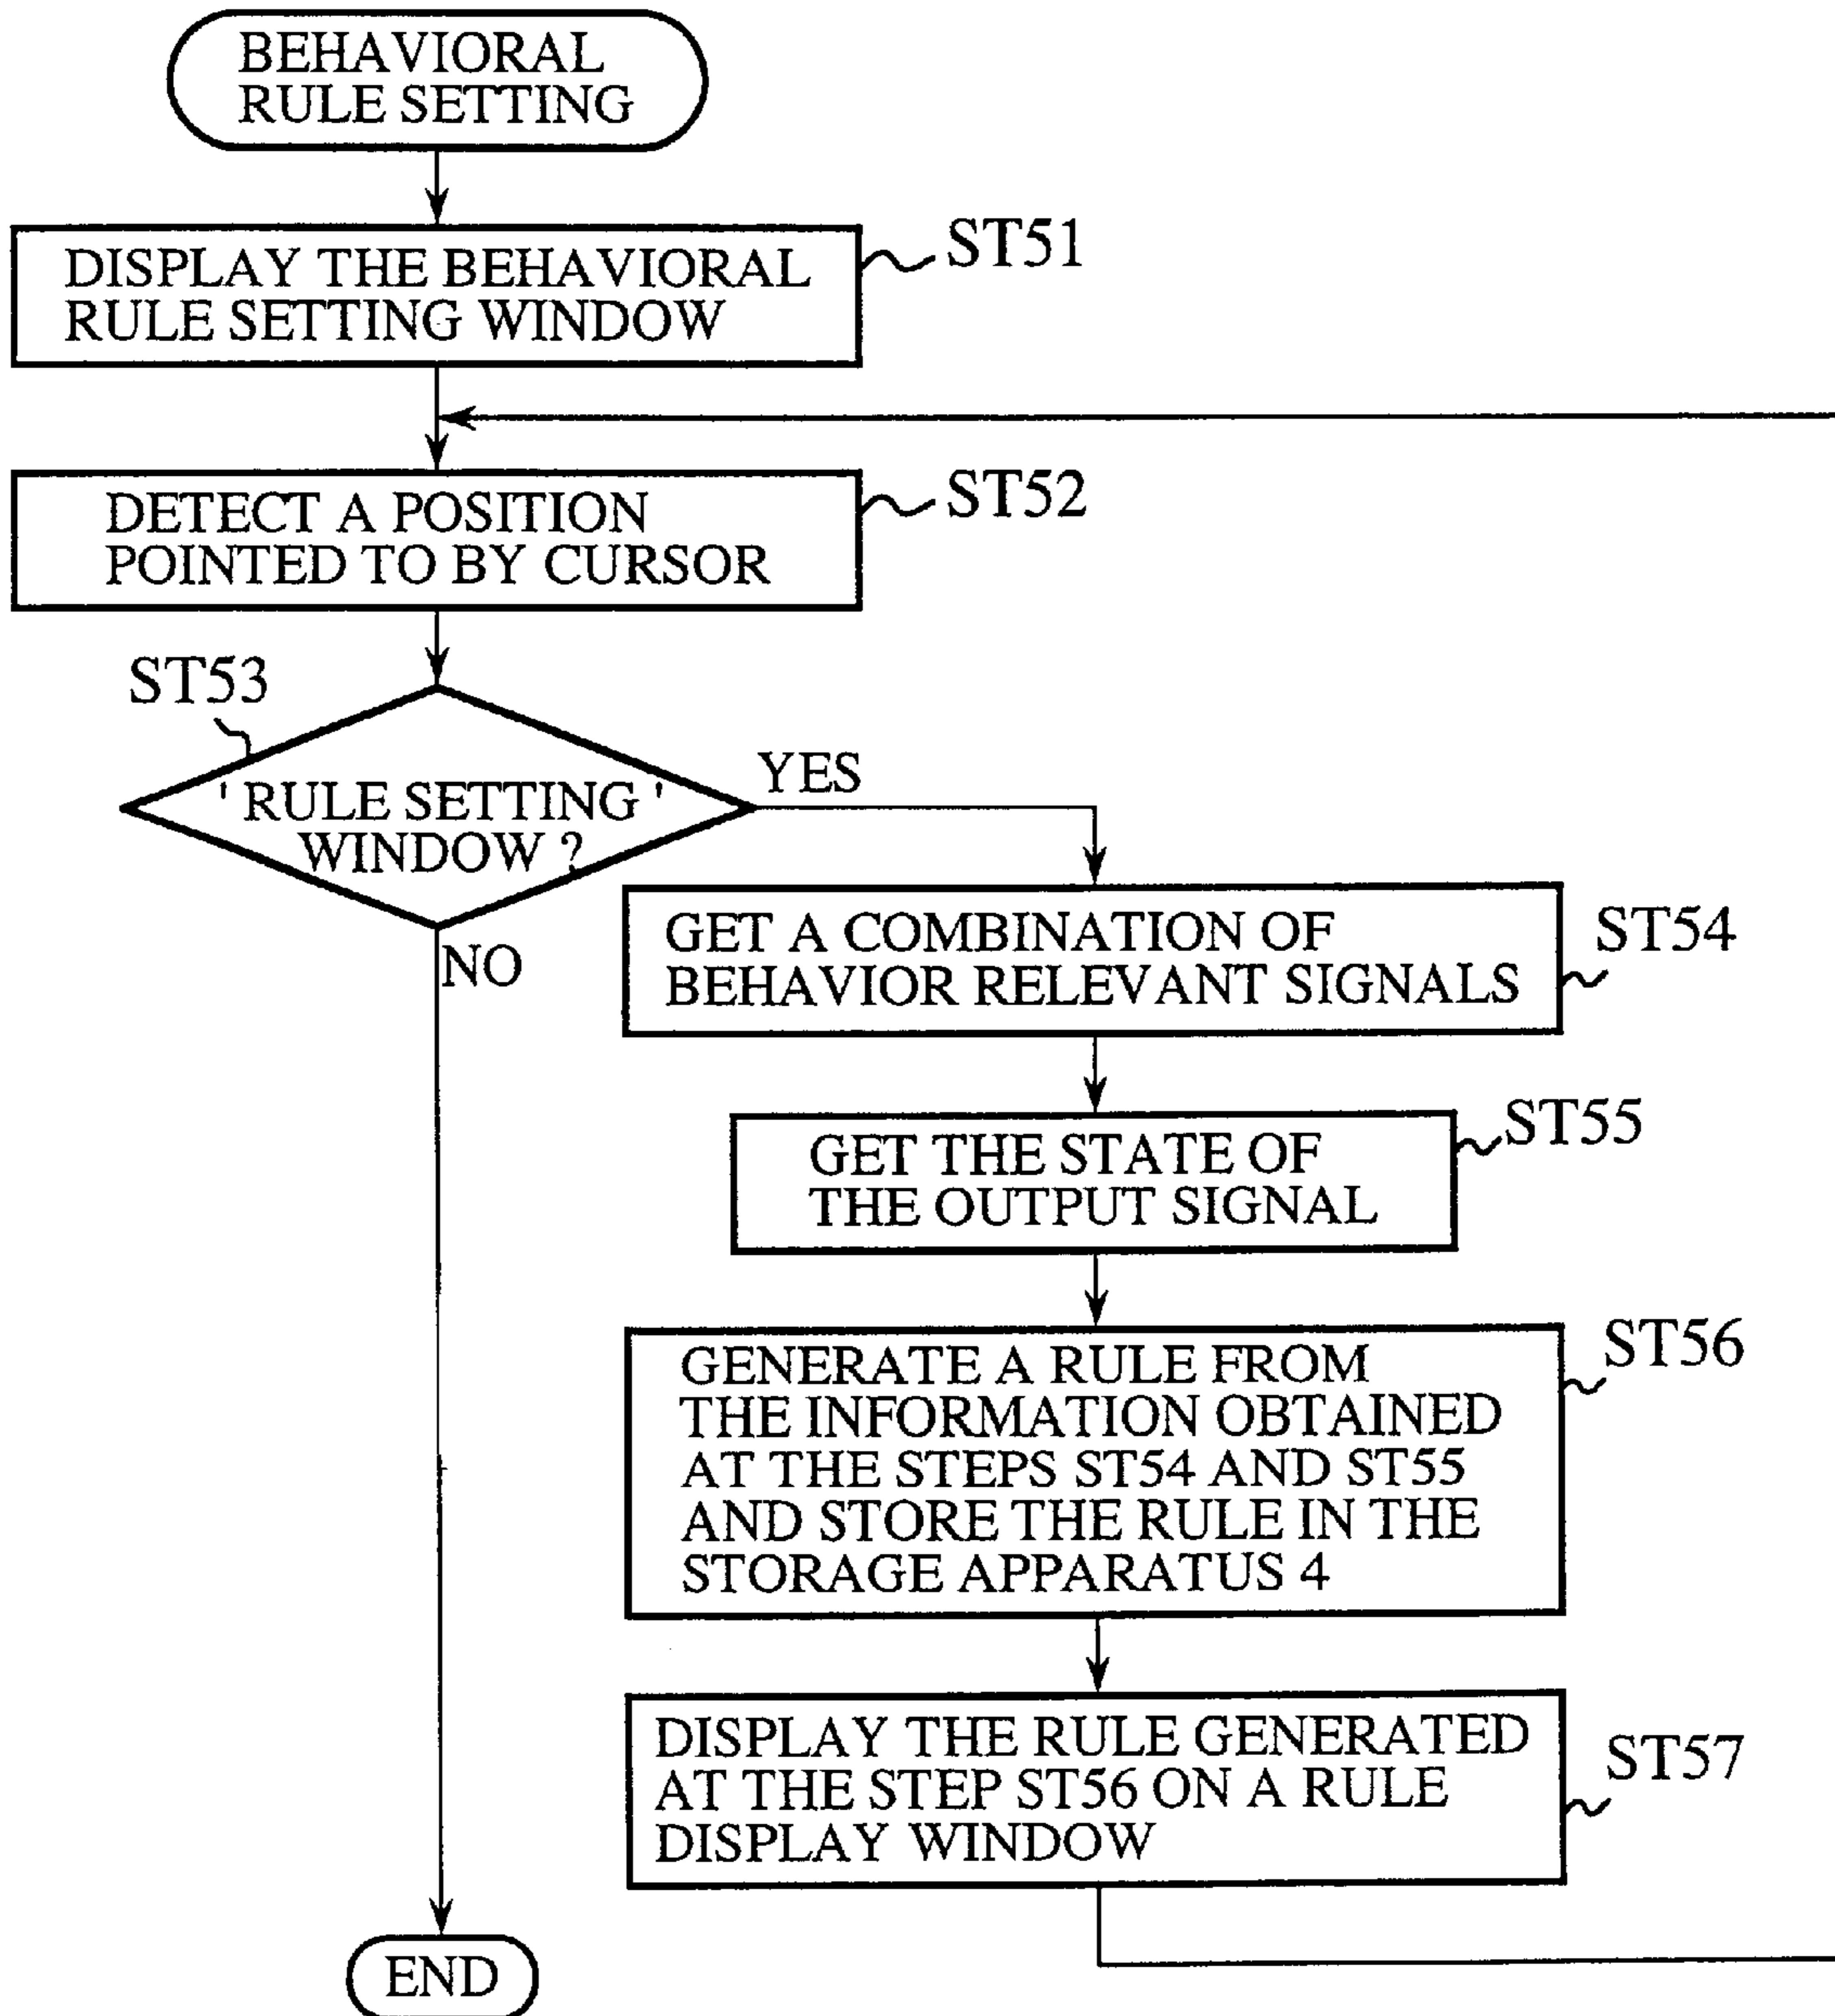 BEHAVIORAL
RULE SETTING
DISPLAY THE BEHAVIORAL
RULE SETTING WINDOW
ST51
DETECT A POSITION
POINTED TO BY CURSOR
ST52
ST53
' RULE SETTING '
WINDOW ?
YES
NO
GET A COMBINATION OF
BEHAVIOR RELEVANT SIGNALS
ST54
GET THE STATE OF
THE OUTPUT SIGNAL
ST55
GENERATE A RULE FROM
THE INFORMATION OBTAINED
AT THE STEPS ST54 AND ST55
AND STORE THE RULE IN THE
STORAGE APPARATUS 4
ST56
DISPLAY THE RULE GENERATED
AT THE STEP ST56 ON A RULE
DISPLAY WINDOW
ST57
END